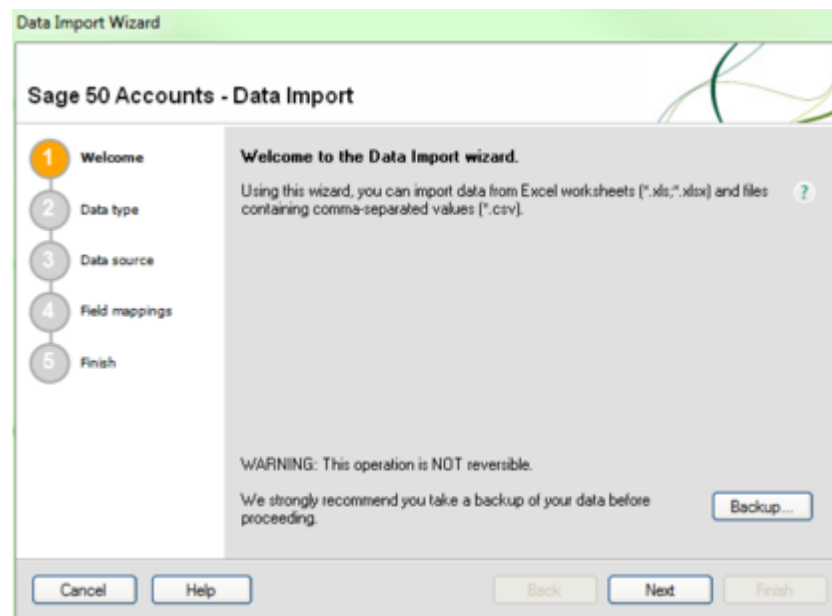 Data Import Wizard
Sage 50 Accounts - Data Import
1 Welcome
2 Data type
3 Data source
4 Field mappings
5 Finish
Welcome to the Data Import wizard.
Using this wizard, you can import data from Excel worksheets (*.xls;*.xlsx) and files
containing comma-separated values (*.csv).
?
WARNING: This operation is NOT reversible.
We strongly recommend you take a backup of your data before
proceeding.
Backup...
Cancel Help Back Next Finish